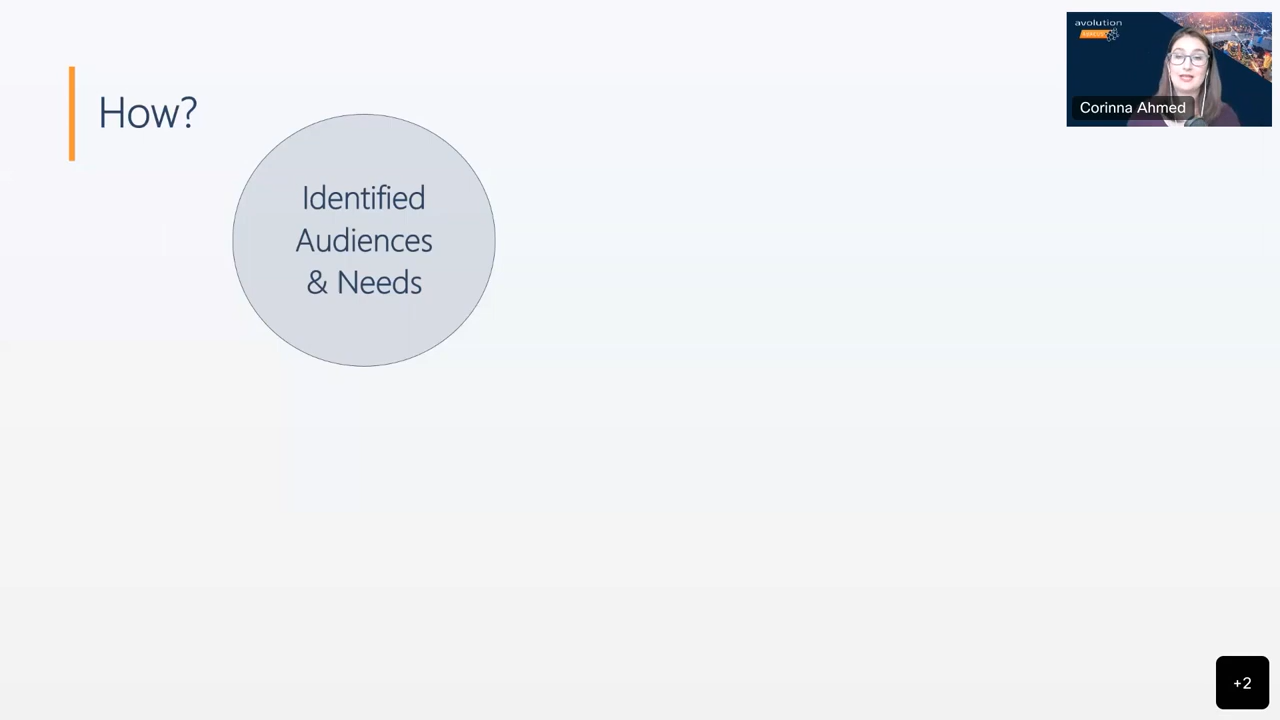 How?
Identified
Audiences
& Needs
avolution
Corinna Ahmed
+2